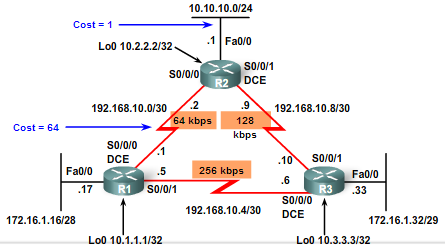 10.10.10.0/24
Cost = 1
.1 Fa0/0
Lo0 10.2.2.2/32
S0/0/0
R2
S0/0/1
DCE
192.168.10.0/30
.2
.9
192.168.10.8/30
Cost = 64
64 kbps
128
kbps
S0/0/0
DCE
.1
.10
S0/0/1
Fa0/0
.17
R1
.5
S0/0/1
256 kbps
.6
R3
Fa0/0
.33
S0/0/0
DCE
172.16.1.16/28
192.168.10.4/30
172.16.1.32/29
Lo0 10.1.1.1/32
Lo0 10.3.3.3/32